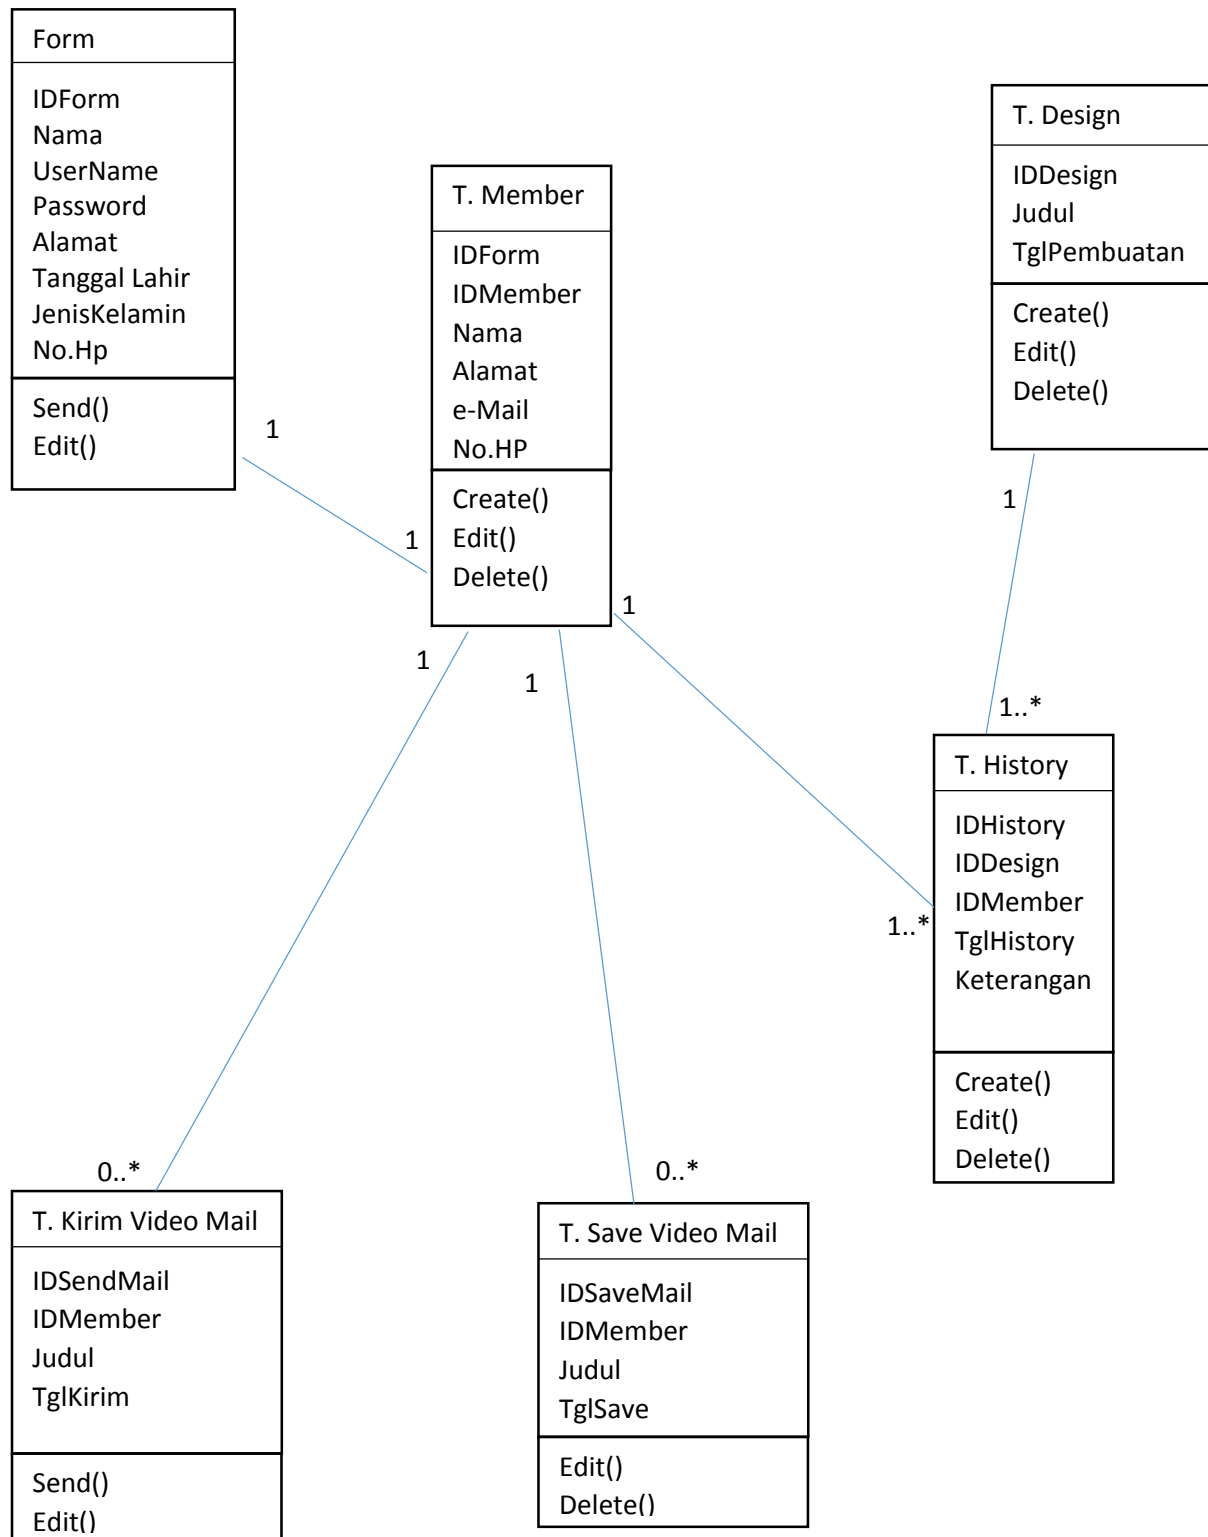 Form
IDForm
Nama
UserName
Password
Alamat
Tanggal Lahir
JenisKelamin
No.Hp
Send()
Edit()
1
1
T. Member
IDForm
IDMember
Nama
Alamat
e-Mail
No.HP
Create()
Edit()
Delete()
1
1
1
T. Design
IDDesign
Judul
TglPembuatan
Create()
Edit()
Delete()
1
1..*
1..*
T. History
IDHistory
IDDesign
IDMember
TglHistory
Keterangan
Create()
Edit()
Delete()
0..*
T. Kirim Video Mail
IDSendMail
IDMember
Judul
TglKirim
Send()
Edit()
0..*
T. Save Video Mail
IDSaveMail
IDMember
Judul
TglSave
Edit()
Delete()